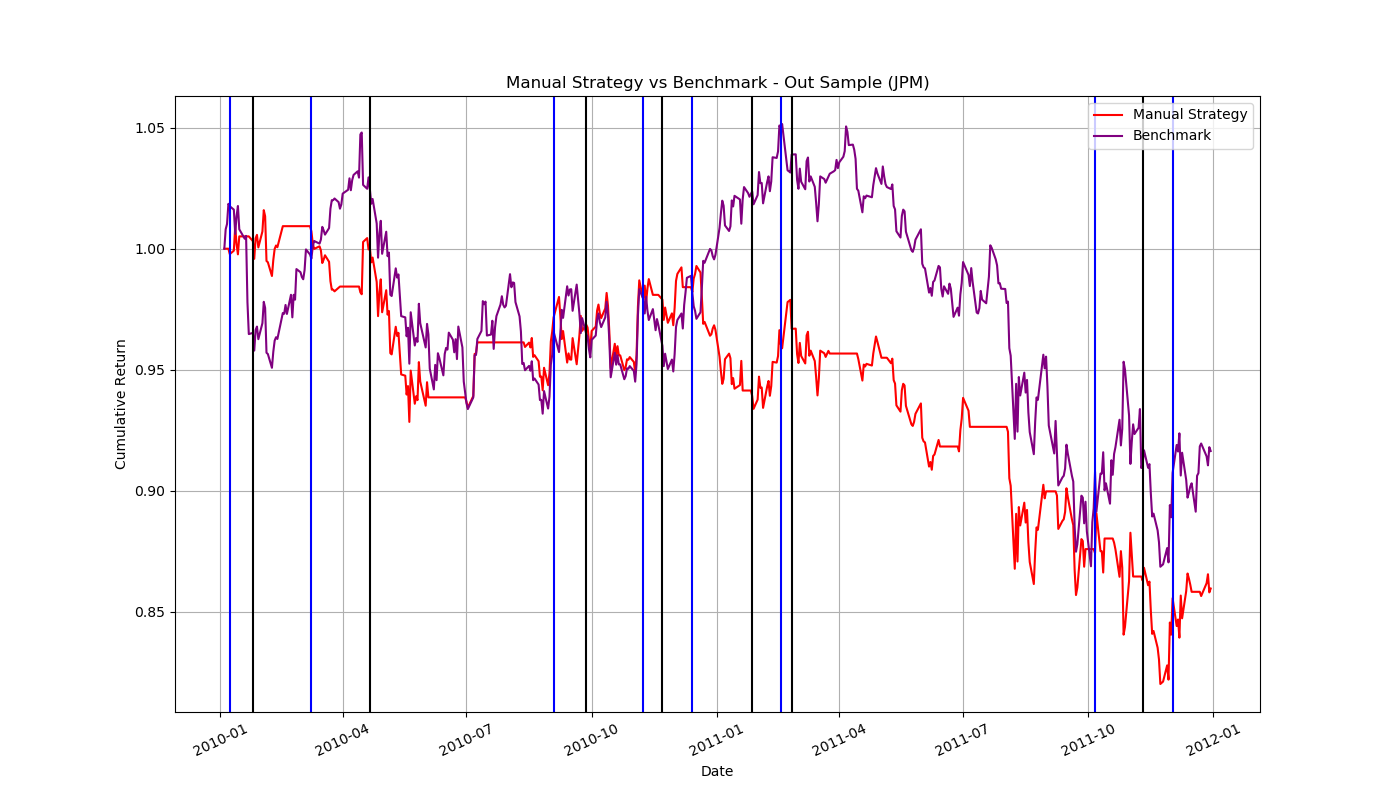 Manual Strategy vs Benchmark - Out Sample (JPM)
Manual Strategy
Benchmark
1.05
1.00
0.95
0.90
0.85
Cumulative Return
2010-01
2010-04
2010-07
2010-10
2011-01
2011-04
2011-07
2011-10
2012-01
Date